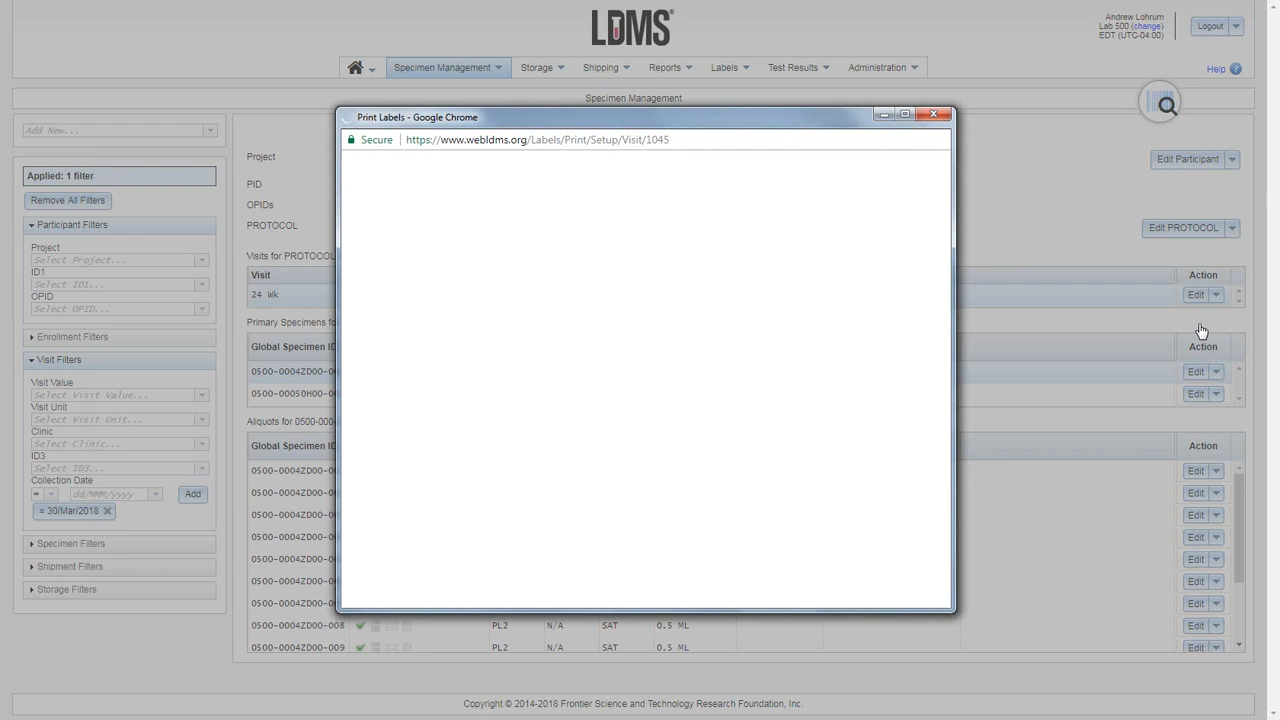 LDMS®
Andrew Lohrum
Lab 500 (change)
EDT (UTC-04:00)
Logout
Specimen Management
Storage
Shipping
Reports
Labels
Test Results
Administration
Help ?
Specimen Management
Add New...
Applied: 1 filter
Remove All Filters
Participant Filters
Project
Select Project...
ID1
Select ID1...
OPID
Select OPID...
Enrollment Filters
Visit Filters
Visit Value
Select Visit Value...
Visit Unit
Select Visit Unit...
Clinic
Select Clinic...
ID3
Select ID3...
Collection Date
= dd/MMM/yyyy Add
= 30/Mar/2018
Specimen Filters
Shipment Filters
Storage Filters
Print Labels - Google Chrome
Secure https://www.webldms.org/Labels/Print/Setup/Visit/1045
Project
Edit Participant
PID
OPIDs
PROTOCOL
Edit PROTOCOL
Visits for PROTOCOL
Visit Action
24 Wk Edit
Primary Specimens fo
Global Specimen ID Action
0500-0004ZD00-00 Edit
0500-00050H00-00 Edit
Aliquots for 0500-000
Global Specimen ID Action
0500-0004ZD00-00 Edit
0500-0004ZD00-00 Edit
0500-0004ZD00-00 Edit
0500-0004ZD00-00 Edit
0500-0004ZD00-00 Edit
0500-0004ZD00-00 Edit
0500-0004ZD00-00 Edit
0500-0004ZD00-008 PL2 N/A SAT 0.5 ML Edit
0500-0004ZD00-009 PL2 N/A SAT 0.5 ML Edit
Copyright © 2014-2018 Frontier Science and Technology Research Foundation, Inc.